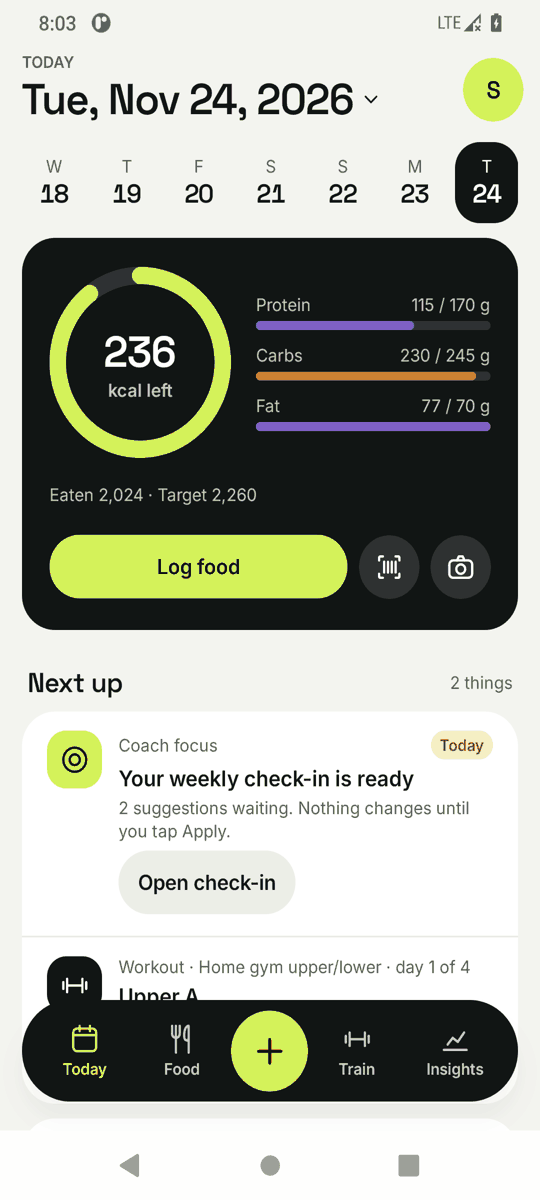 8:03
LTE
TODAY
Tue, Nov 24, 2026
S
W T F S S M T
18 19 20 21 22 23 24
236
kcal left
Protein 115 / 170 g
Carbs 230 / 245 g
Fat 77 / 70 g
Eaten 2,024 · Target 2,260
Log food
Next up
2 things
Coach focus
Today
Your weekly check-in is ready
2 suggestions waiting. Nothing changes until
you tap Apply.
Open check-in
Workout · Home gym upper/lower · day 1 of 4
Upper A
Today
Food
Train
Insights